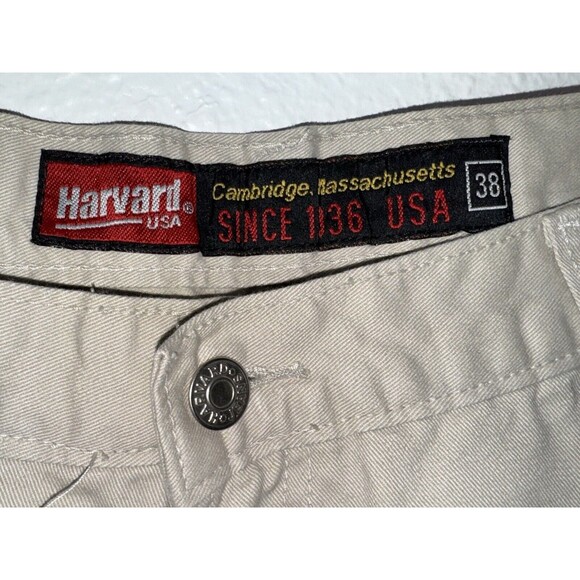 Harvard®
USA
Cambridge, Massachusetts
SINCE 1136 USA
38